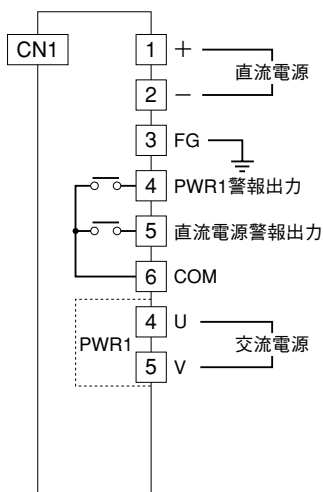 CN1
1 +
直流電源
2 −
3 FG
4 PWR1警報出力
5 直流電源警報出力
6 COM
4 U
PWR1
交流電源
5 V